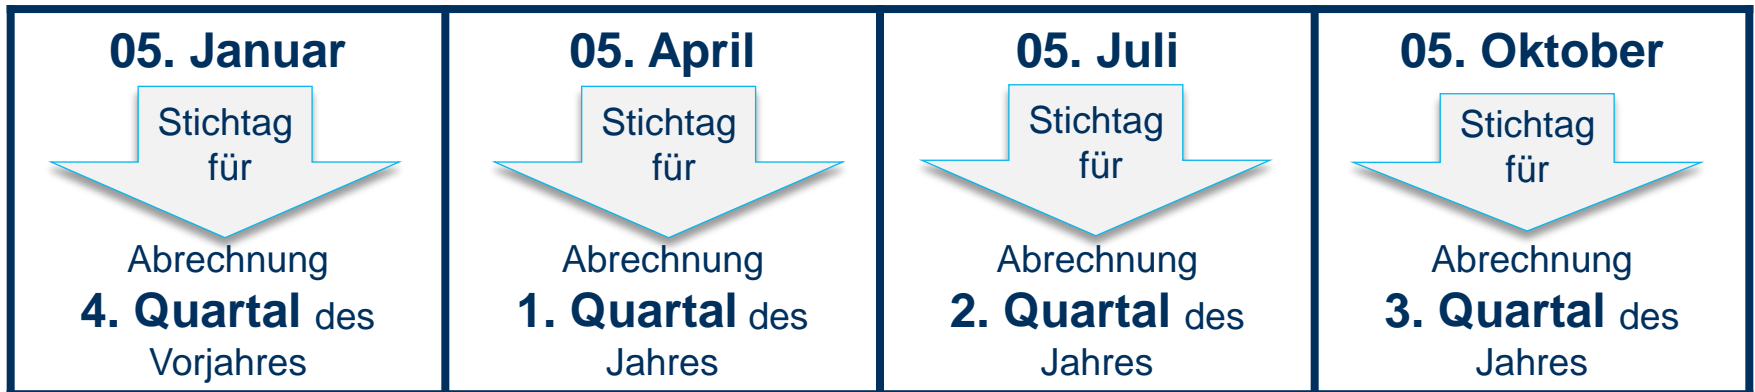 05. Januar
Stichtag
für
Abrechnung
4. Quartal des
Vorjahres
05. April
Stichtag
für
Abrechnung
1. Quartal des
Jahres
05. Juli
Stichtag
für
Abrechnung
2. Quartal des
Jahres
05. Oktober
Stichtag
für
Abrechnung
3. Quartal des
Jahres